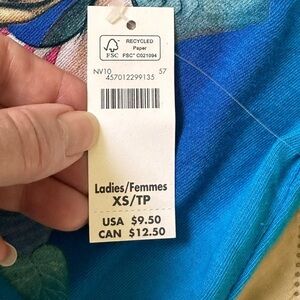 RECYCLED
Paper
FSC
FSC® C021094
NV10 57
457012299135
Ladies/Femmes
XS/TP
USA $9.50
CAN $12.50